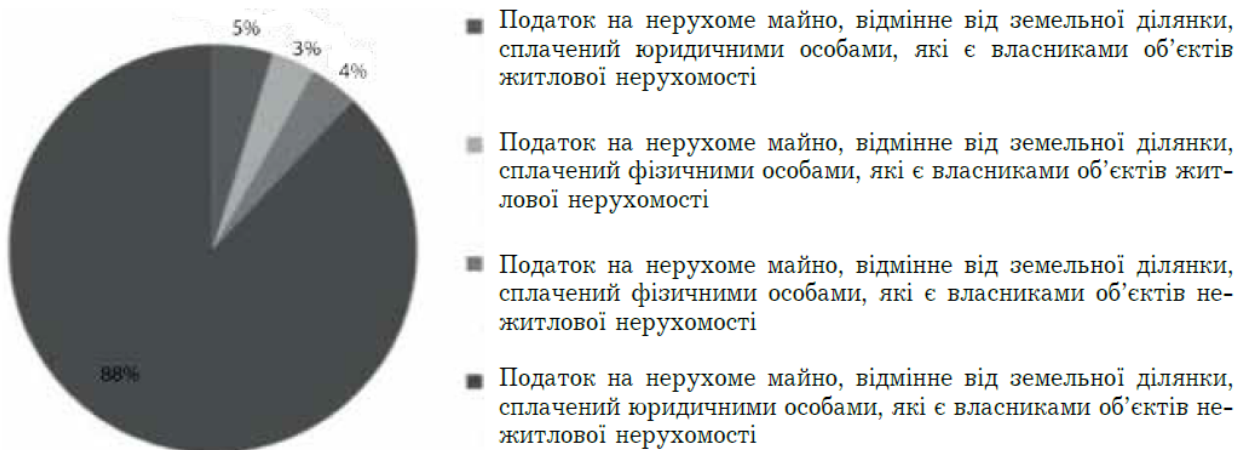 5%
3%
4%
88%
Податок на нерухоме майно, відмінне від земельної ділянки,
сплачений юридичними особами, які є власниками об’єктів
житлової нерухомості
Податок на нерухоме майно, відмінне від земельної ділянки,
сплачений фізичними особами, які є власниками об’єктів жит-
лової нерухомості
Податок на нерухоме майно, відмінне від земельної ділянки,
сплачений фізичними особами, які є власниками об’єктів не-
житлової нерухомості
Податок на нерухоме майно, відмінне від земельної ділянки,
сплачений юридичними особами, які є власниками об’єктів не-
житлової нерухомості